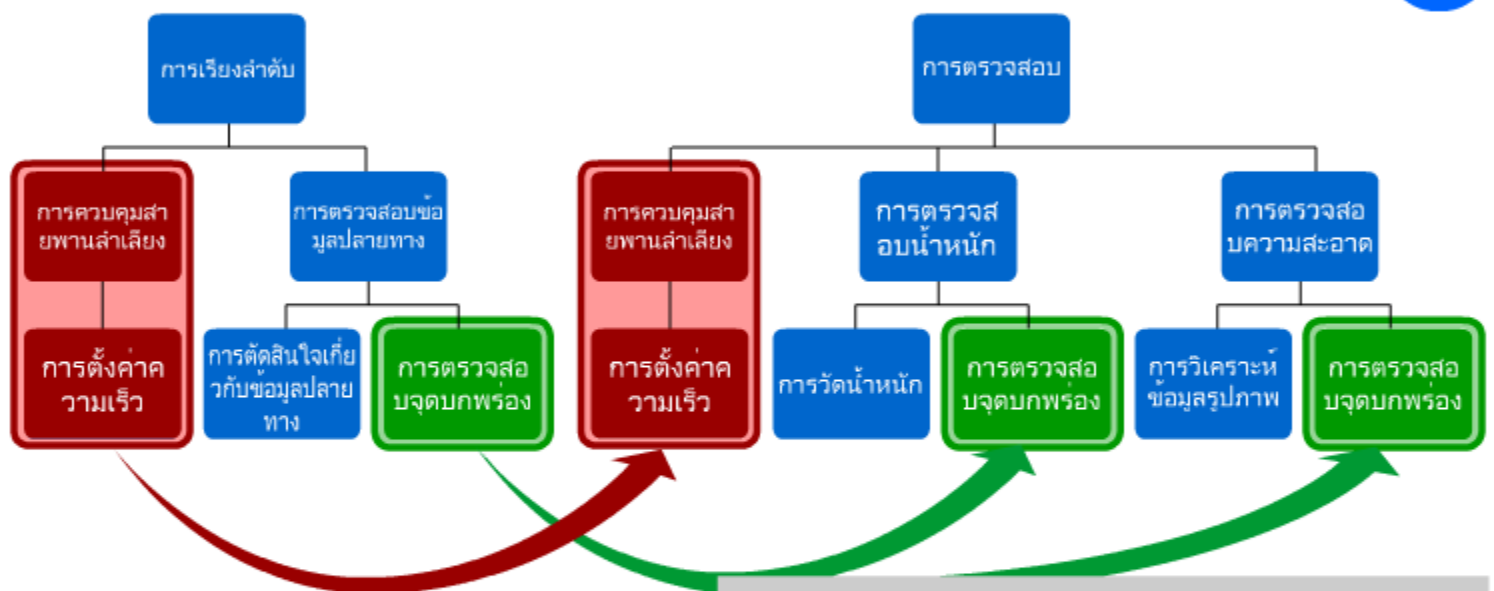 การเรียงลำดับ
การตรวจสอบ
การควบคุมสา
ยพานลำเลียง
การตรวจสอบข้อ
มูลปลายทาง
การควบคุมสา
ยพานลำเลียง
การตรวจส
อบน้ำหนัก
การตรวจสอ
บความสะอาด
การตั้งค่าค
วามเร็ว
การตัดสินใจเกี่ย
วกับข้อมูลปลาย
ทาง
การตรวจสอ
บจุดบกพร่อง
การตั้งค่าค
วามเร็ว
การวัดน้ำหนัก
การตรวจสอ
บจุดบกพร่อง
การวิเคราะห์
ข้อมูลรูปภาพ
การตรวจสอ
บจุดบกพร่อง